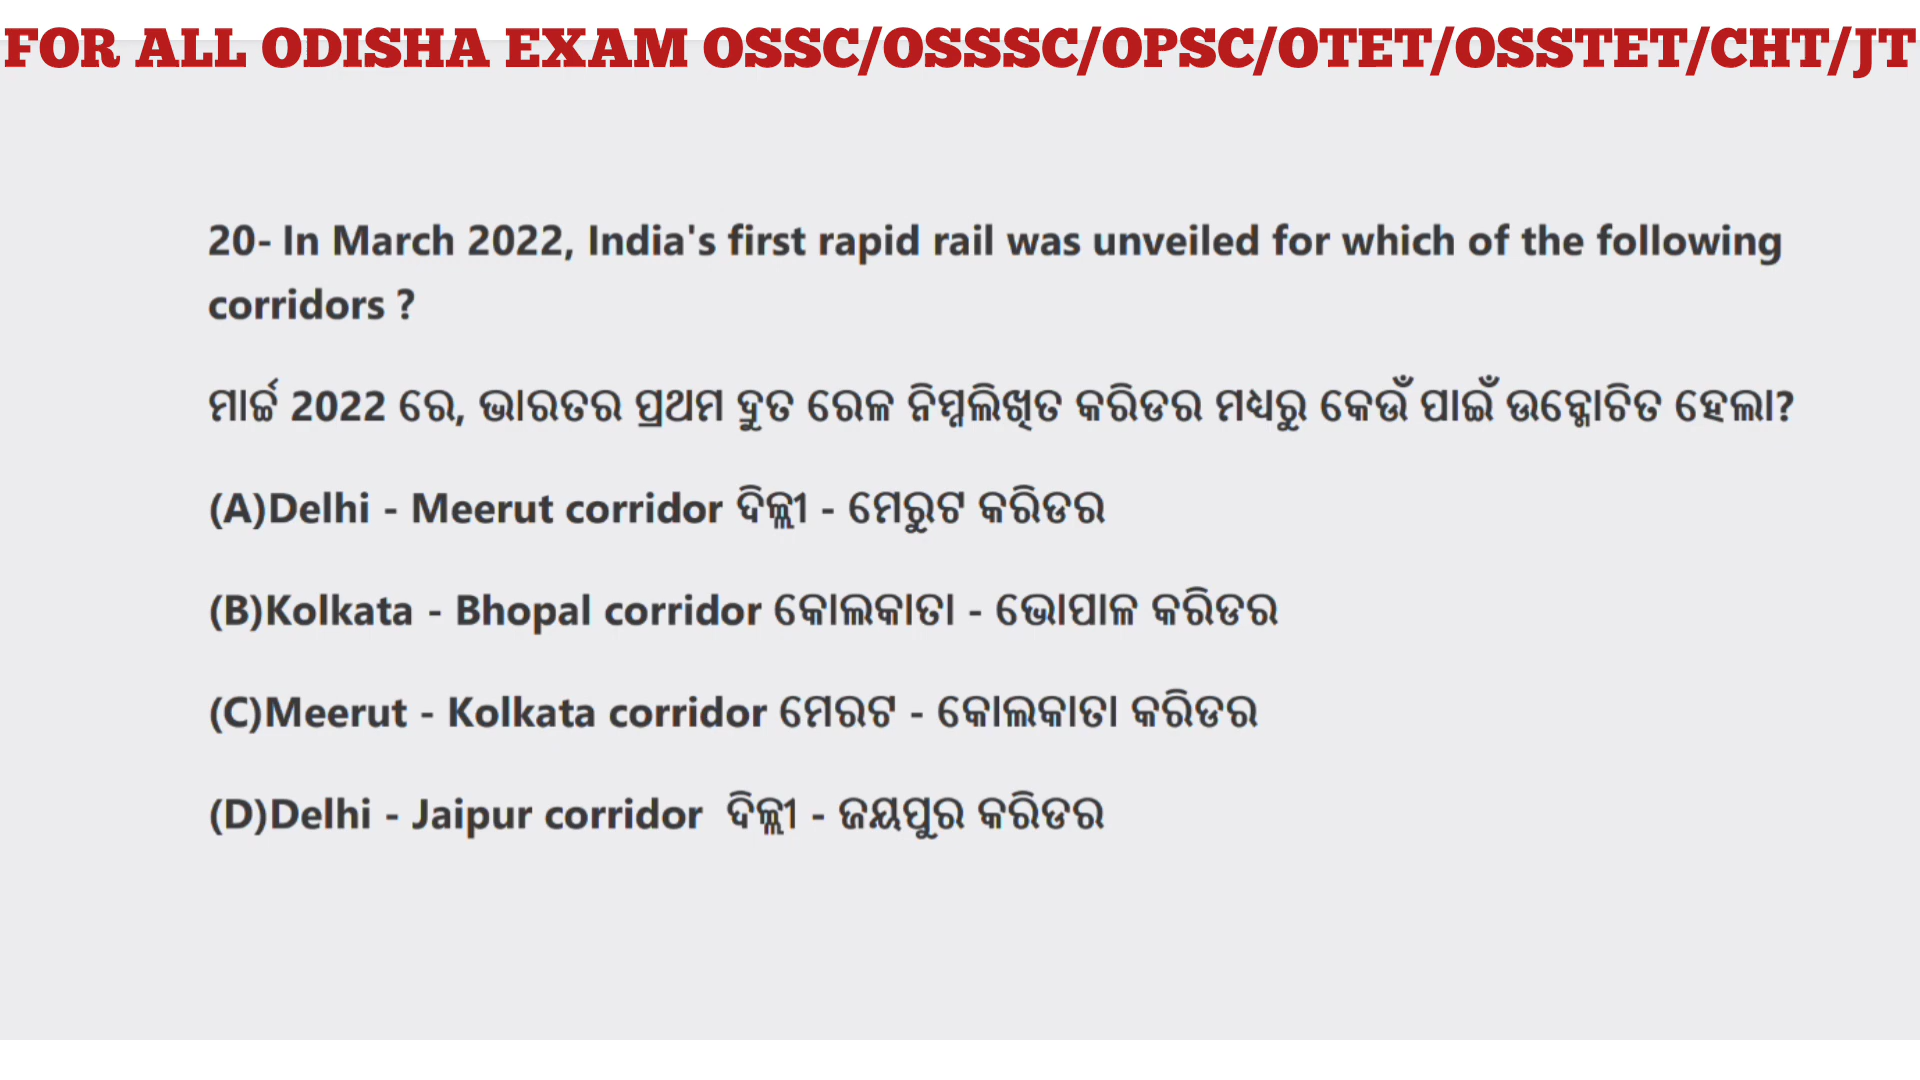 FOR ALL ODISHA EXAM OSSC/OSSSC/OPSC/OTET/OSSTET/CHT/JT
20- In March 2022, India's first rapid rail was unveiled for which of the following
corridors ?
ମାର୍ଚ୍ଚ 2022 ରେ, ଭାରତର ପ୍ରଥମ ଦ୍ରୁତ ରେଳ ନିମ୍ନଲିଖିତ କରିଡର ମଧ୍ୟରୁ କେଉଁ ପାଇଁ ଉନ୍ମୋଚିତ ହେଲା?
(A)Delhi - Meerut corridor ଦିଲ୍ଲୀ - ମେରୁଟ କରିଡର
(B)Kolkata - Bhopal corridor କୋଲକାତା - ଭୋପାଳ କରିଡର
(C)Meerut - Kolkata corridor ମେରଟ - କୋଲକାତା କରିଡର
(D)Delhi - Jaipur corridor ଦିଲ୍ଲୀ - ଜୟପୁର କରିଡର